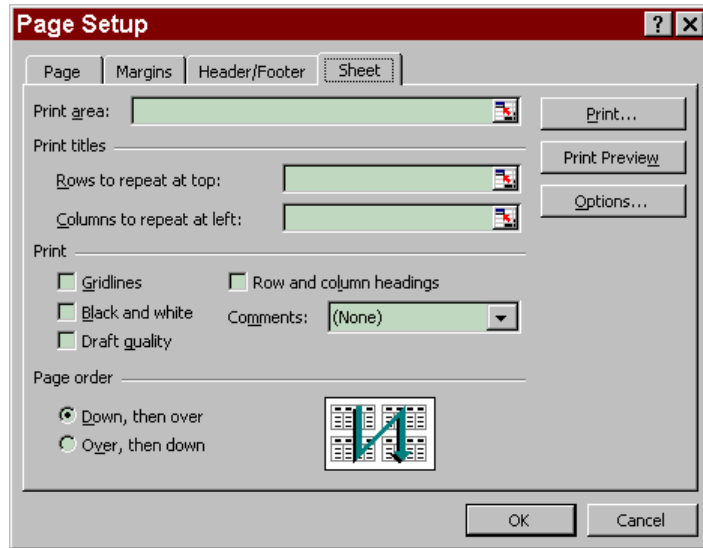 Page Setup
Page Margins Header/Footer Sheet
Print area:
Print...
Print titles
Print Preview
Rows to repeat at top:
Options...
Columns to repeat at left:
Print
Gridlines
Row and column headings
Black and white
Comments: (None)
Draft quality
Page order
Down, then over
Over, then down
OK Cancel